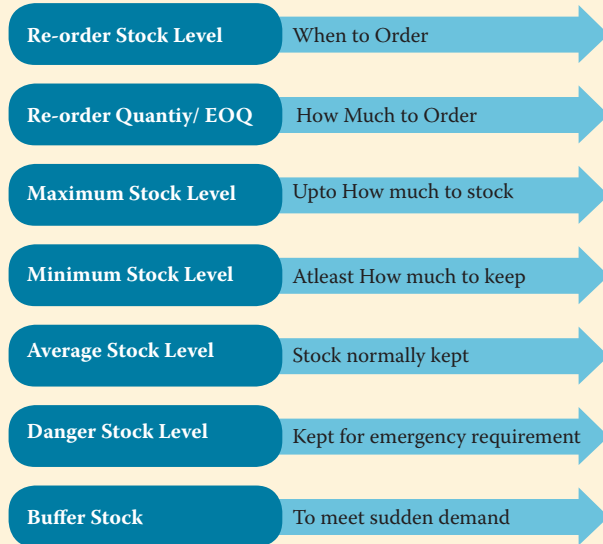 Re-order Stock Level When to Order
Re-order Quantiy/ EOQ How Much to Order
Maximum Stock Level Upto How much to stock
Minimum Stock Level Atleast How much to keep
Average Stock Level Stock normally kept
Danger Stock Level Kept for emergency requirement
Buffer Stock To meet sudden demand